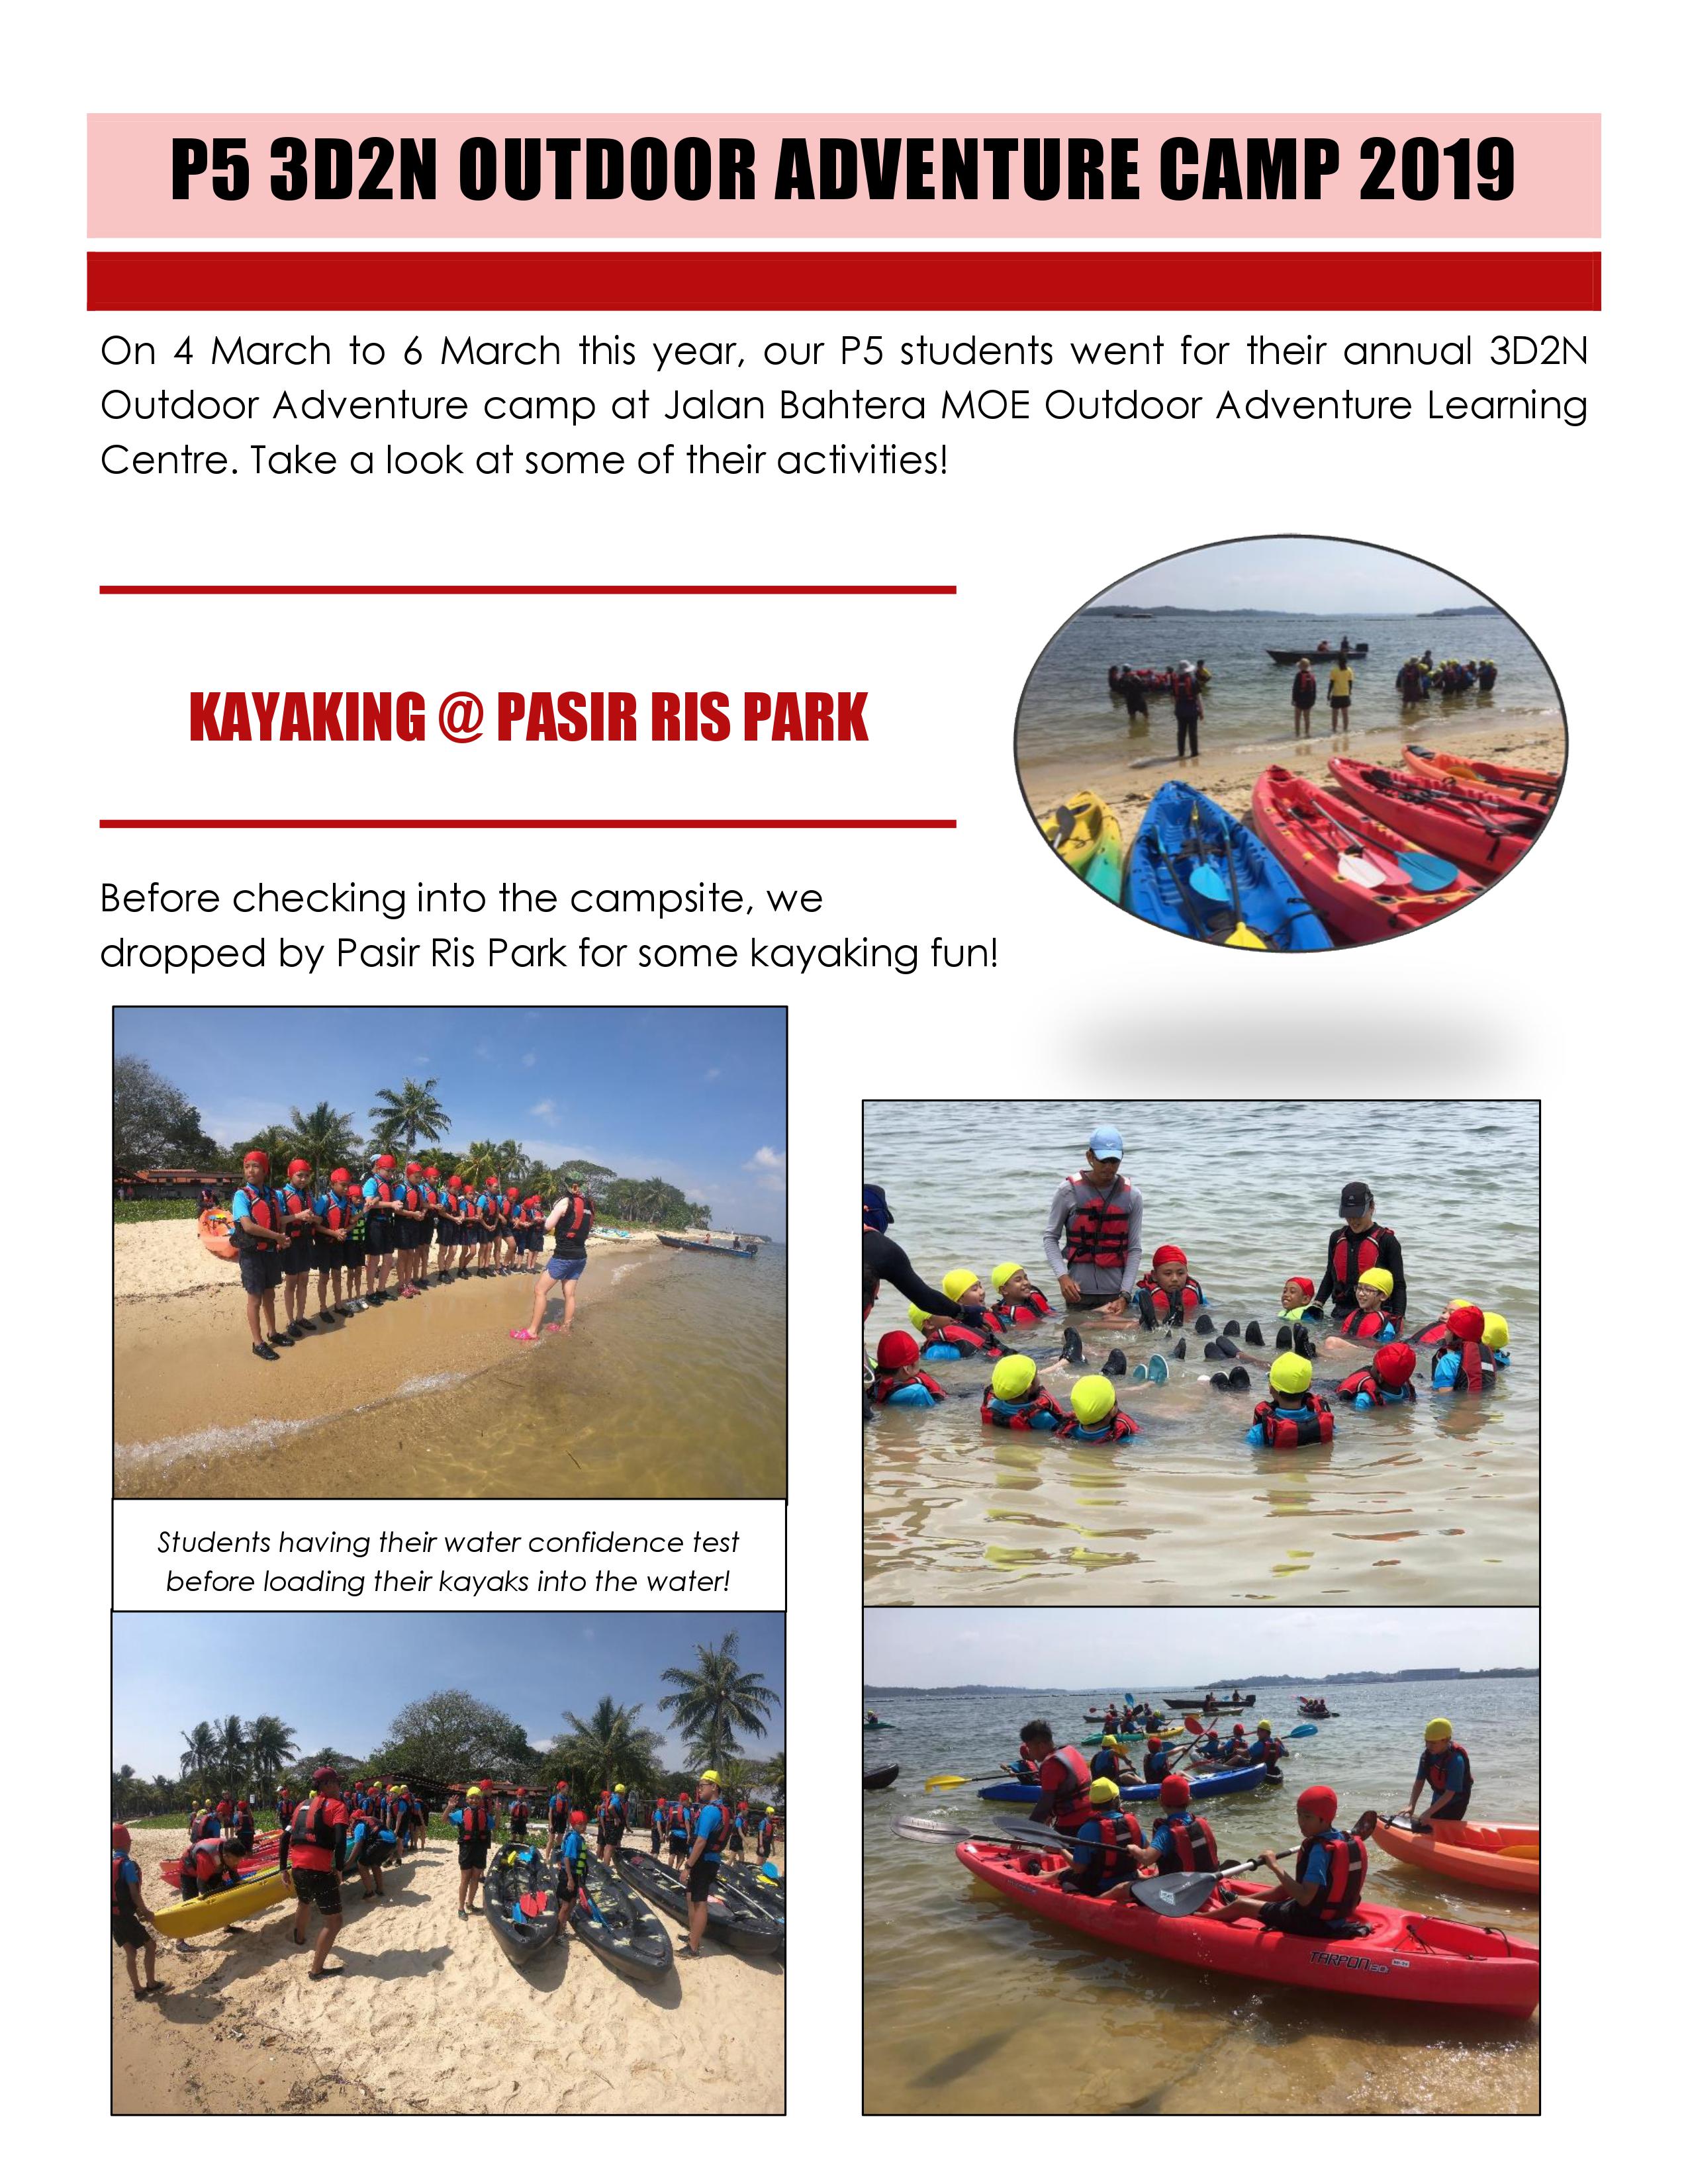 P5 3D2N OUTDOOR ADVENTURE CAMP 2019
On 4 March to 6 March this year, our P5 students went for their annual 3D2N
Outdoor Adventure camp at Jalan Bahtera MOE Outdoor Adventure Learning
Centre. Take a look at some of their activities!
KAYAKING @ PASIR RIS PARK
Before checking into the campsite, we
dropped by Pasir Ris Park for some kayaking fun!
Students having their water confidence test
before loading their kayaks into the water!
TARPON